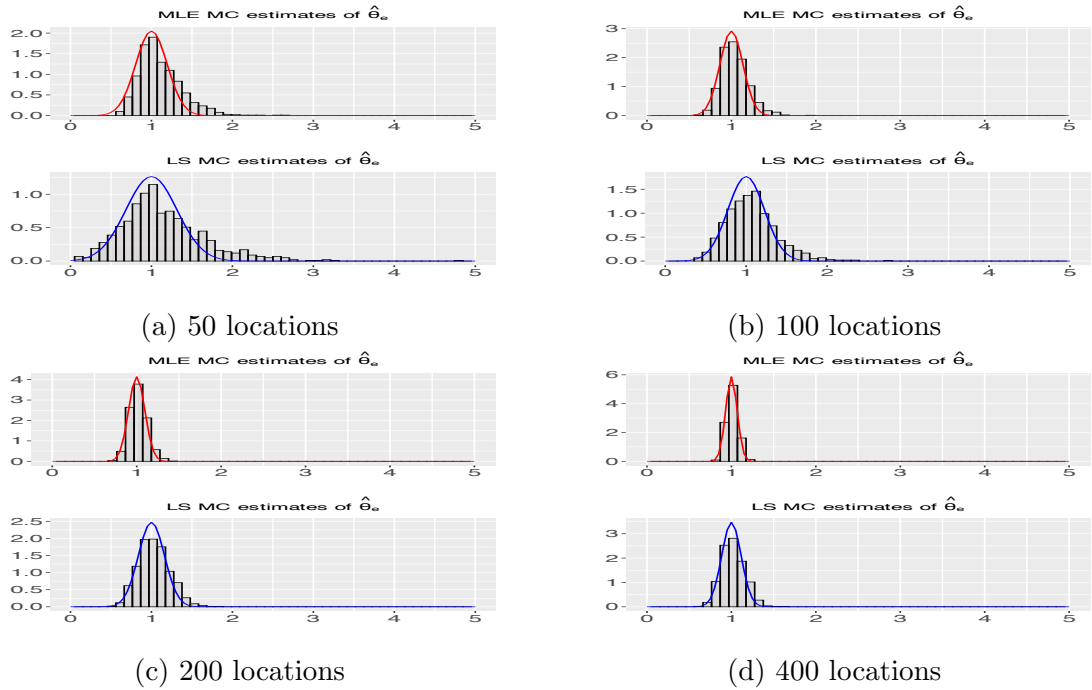 MLE MC estimates of θ̂ₑ
2.0
1.5
1.0
0.5
0.0
0 1 2 3 4 5
LS MC estimates of θ̂ₑ
1.0
0.5
0.0
0 1 2 3 4 5
(a) 50 locations
MLE MC estimates of θ̂ₑ
3
2
1
0
0 1 2 3 4 5
LS MC estimates of θ̂ₑ
1.5
1.0
0.5
0.0
0 1 2 3 4 5
(b) 100 locations
MLE MC estimates of θ̂ₑ
4
3
2
1
0
0 1 2 3 4 5
LS MC estimates of θ̂ₑ
2.5
2.0
1.5
1.0
0.5
0.0
0 1 2 3 4 5
(c) 200 locations
MLE MC estimates of θ̂ₑ
6
4
2
0
0 1 2 3 4 5
LS MC estimates of θ̂ₑ
3
2
1
0
0 1 2 3 4 5
(d) 400 locations